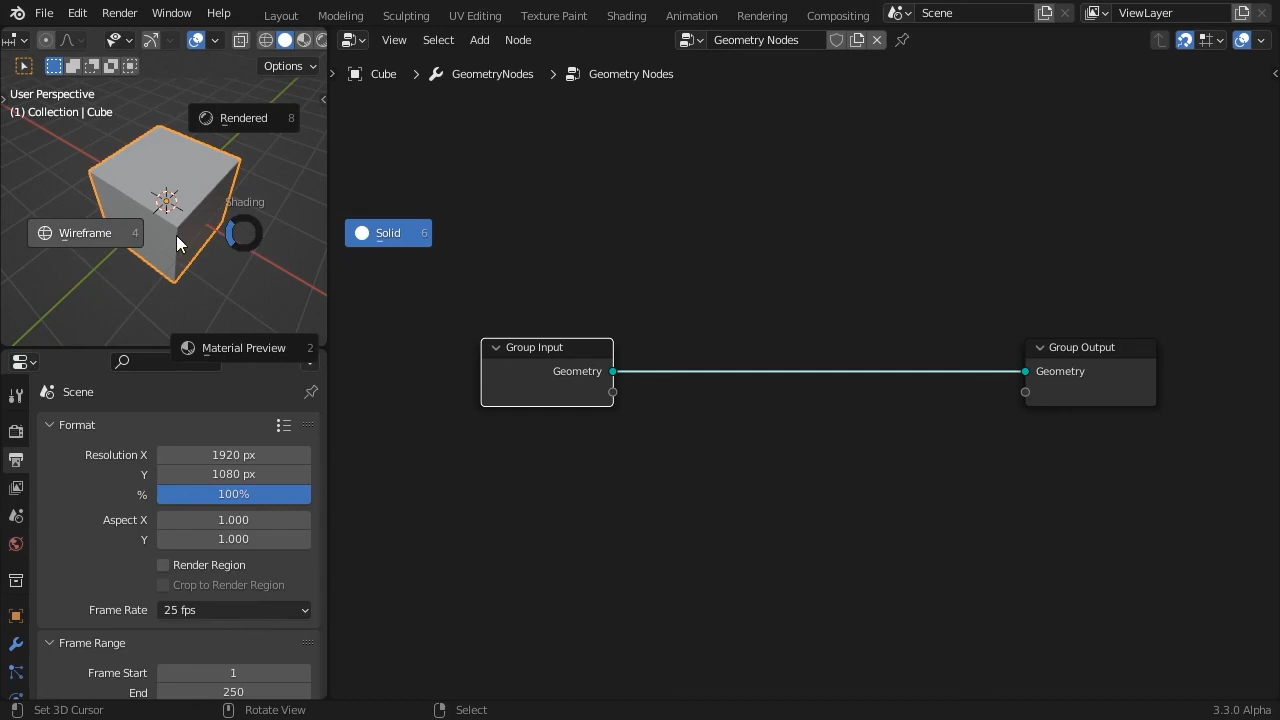 File Edit Render Window Help Layout Modeling Sculpting UV Editing Texture Paint Shading Animation Rendering Compositing Scene ViewLayer
View Select Add Node Geometry Nodes
Options
Cube GeometryNodes Geometry Nodes
User Perspective
(1) Collection | Cube
Rendered 8
Shading
Wireframe 4
Solid 6
Material Preview 2
Group Input
Geometry
Group Output
Geometry
Scene
Format
Resolution X 1920 px
Y 1080 px
% 100%
Aspect X 1.000
Y 1.000
Render Region
Crop to Render Region
Frame Rate 25 fps
Frame Range
Frame Start 1
End 250
Set 3D Cursor Rotate View Select 3.3.0 Alpha